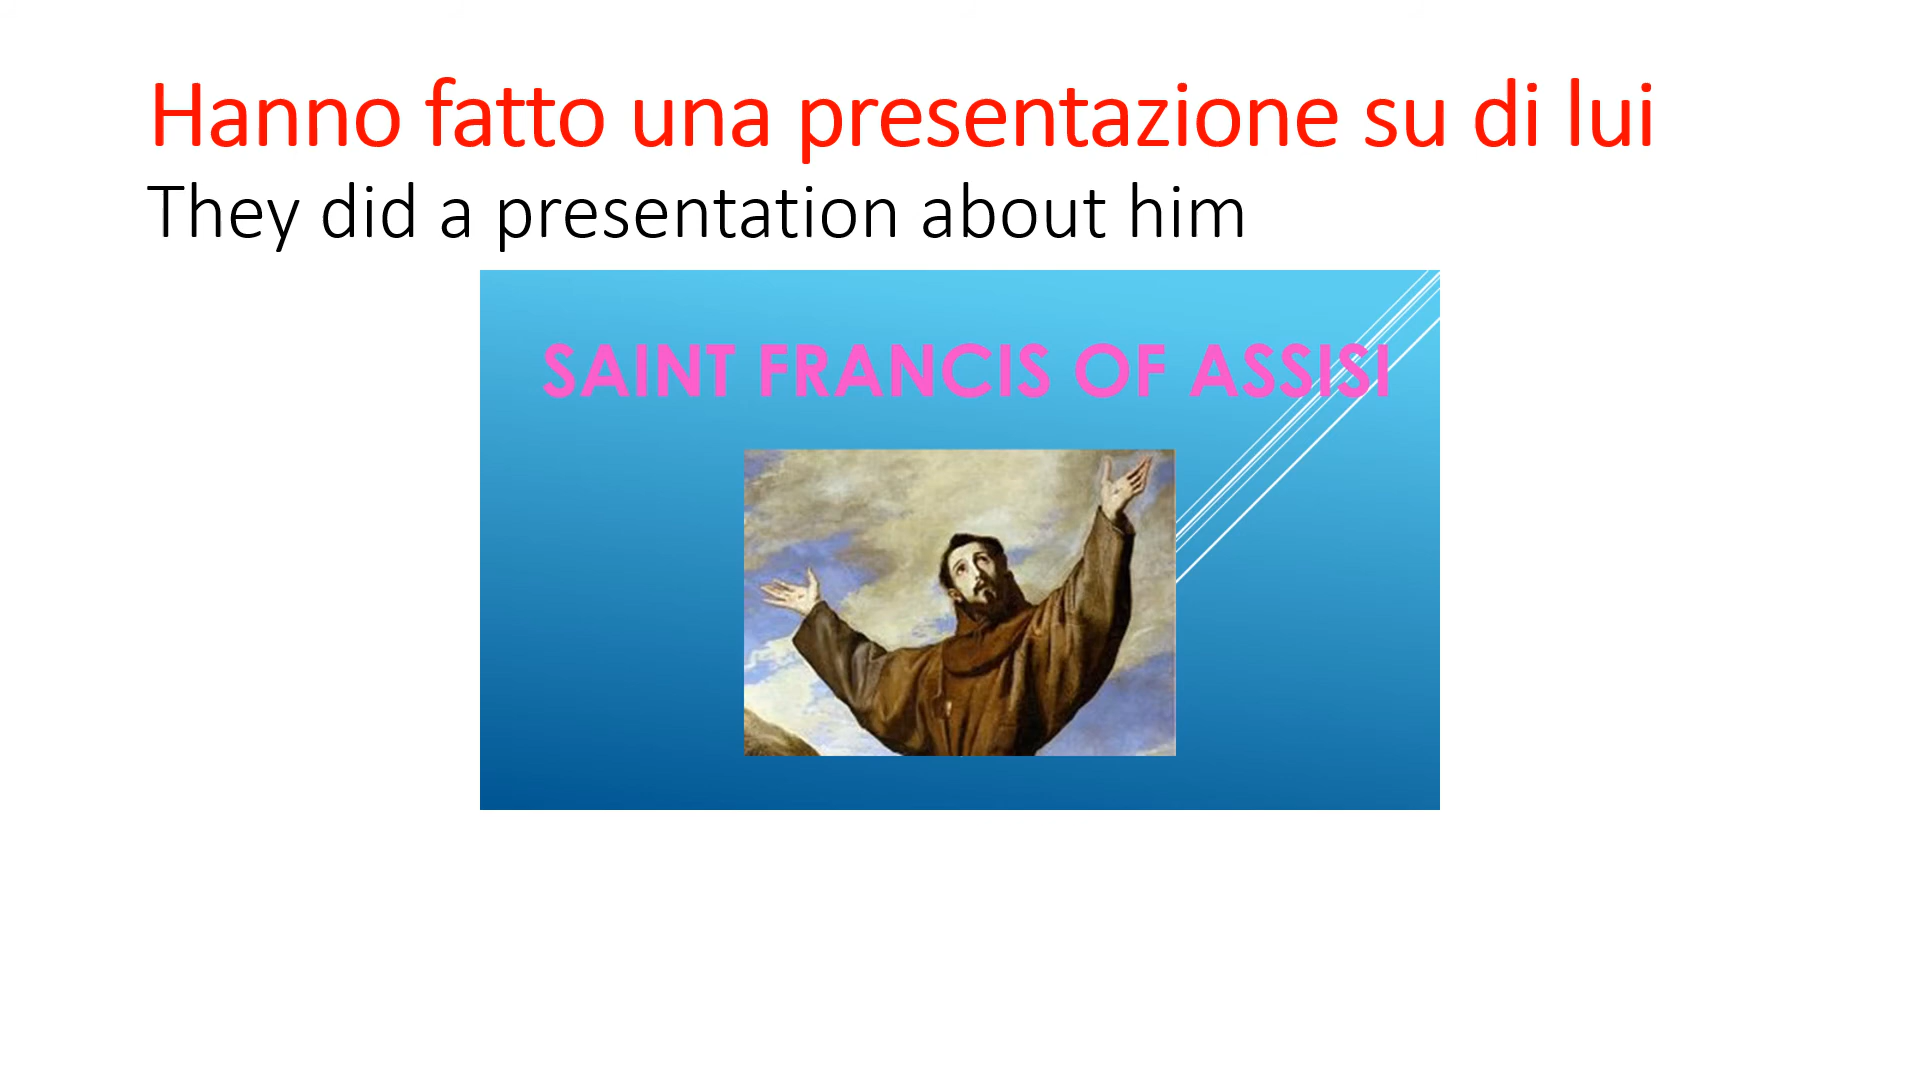 Hanno fatto una presentazione su di lui
They did a presentation about him
SAINT FRANCIS OF ASSISI